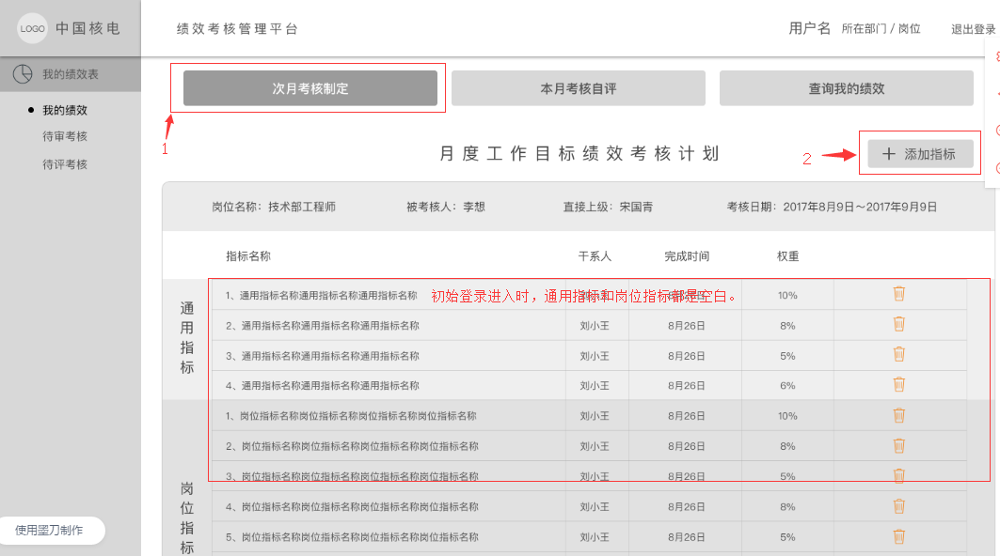 LOGO 中国核电
绩效考核管理平台
用户名 所在部门 / 岗位 退出登录
我的绩效表
我的绩效
待审考核
待评考核
次月考核制定 本月考核自评 查询我的绩效
1
月度工作目标绩效考核计划
2
添加指标
岗位名称：技术部工程师 被考核人：李想 直接上级：宋国青 考核日期：2017年8月9日～2017年9月9日
指标名称 干系人 完成时间 权重
通用指标
1、通用指标名称通用指标名称通用指标名称 10%
初始登录进入时，通用指标和岗位指标都是空白。
2、通用指标名称通用指标名称通用指标名称 刘小王 8月26日 8%
3、通用指标名称通用指标名称通用指标名称 刘小王 8月26日 5%
4、通用指标名称通用指标名称通用指标名称 刘小王 8月26日 6%
岗位指标
1、岗位指标名称岗位指标名称岗位指标名称岗位指标名称 刘小王 8月26日 10%
2、岗位指标名称岗位指标名称岗位指标名称岗位指标名称 刘小王 8月26日 8%
3、岗位指标名称岗位指标名称岗位指标名称岗位指标名称 刘小王 8月26日 5%
4、岗位指标名称岗位指标名称岗位指标名称岗位指标名称 刘小王 8月26日 8%
5、岗位指标名称岗位指标名称岗位指标名称岗位指标名称 刘小王 8月26日 5%
使用墨刀制作